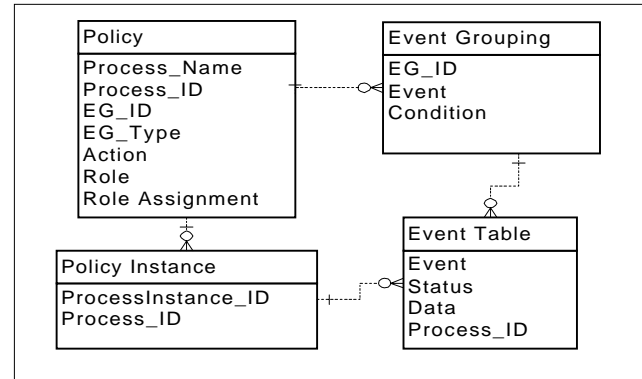 Policy
Process_Name
Process_ID
EG_ID
EG_Type
Action
Role
Role Assignment
Event Grouping
EG_ID
Event
Condition
Policy Instance
ProcessInstance_ID
Process_ID
Event Table
Event
Status
Data
Process_ID